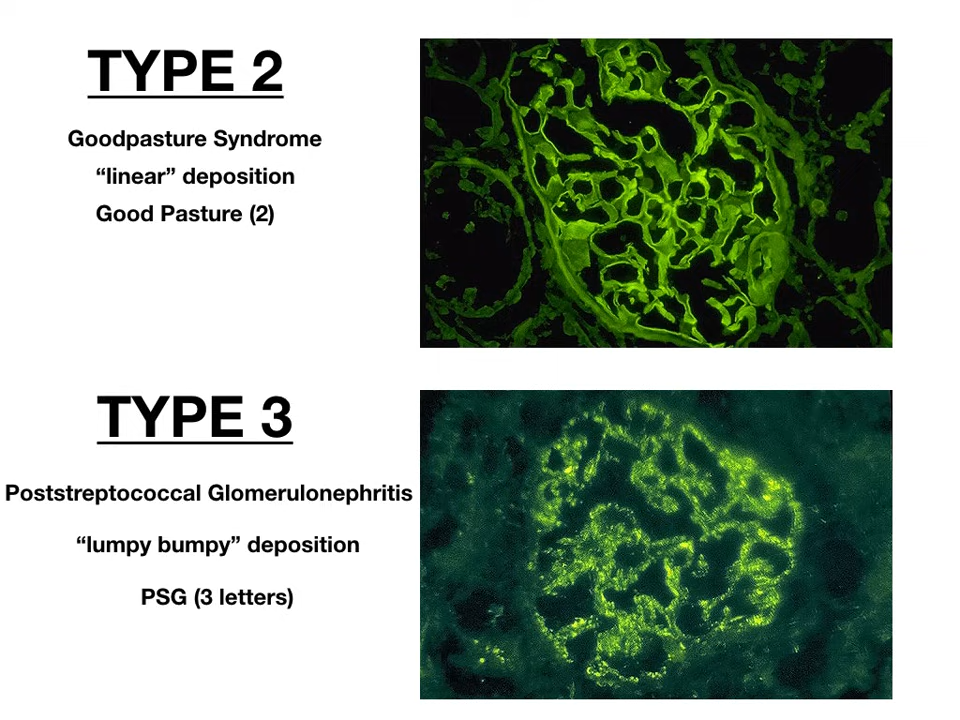 TYPE 2
Goodpasture Syndrome
“linear” deposition
Good Pasture (2)
TYPE 3
Poststreptococcal Glomerulonephritis
“lumpy bumpy” deposition
PSG (3 letters)